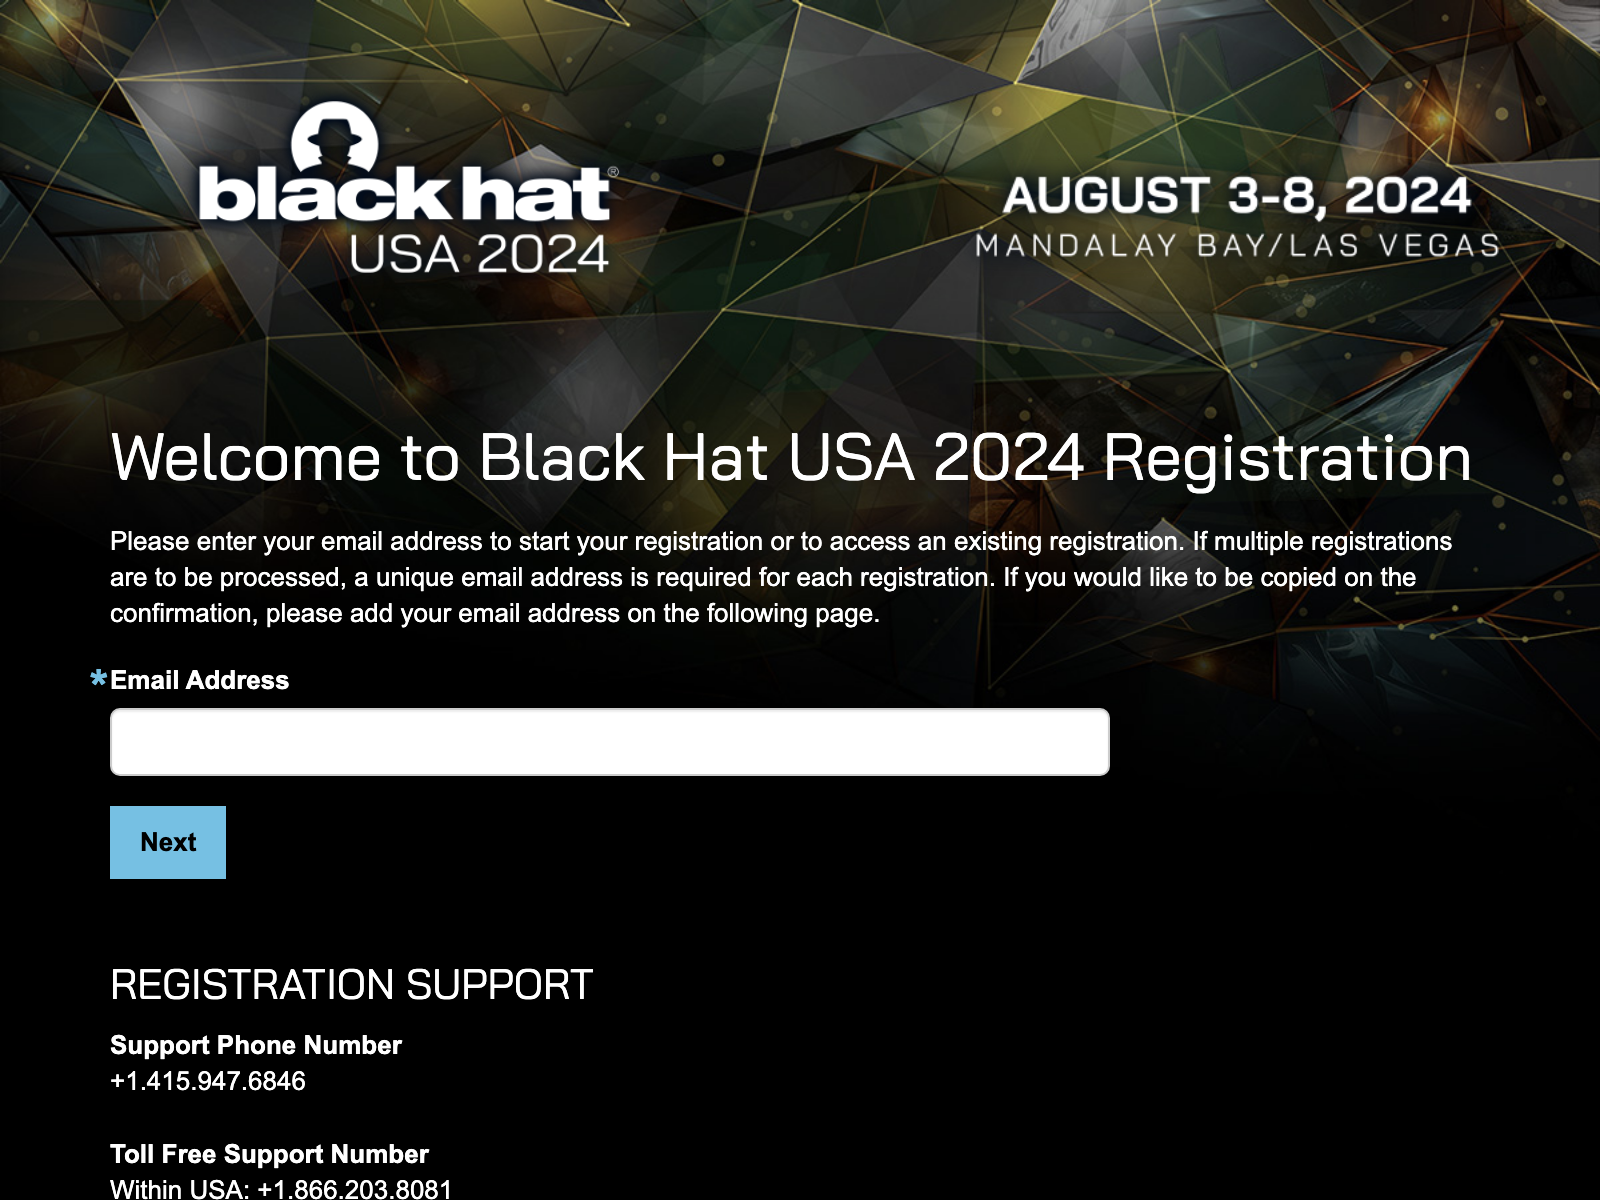 blackhat®
USA 2024
AUGUST 3-8, 2024
MANDALAY BAY/LAS VEGAS
Welcome to Black Hat USA 2024 Registration
Please enter your email address to start your registration or to access an existing registration. If multiple registrations
are to be processed, a unique email address is required for each registration. If you would like to be copied on the
confirmation, please add your email address on the following page.
*Email Address
Next
REGISTRATION SUPPORT
Support Phone Number
+1.415.947.6846
Toll Free Support Number
Within USA: +1.866.203.8081